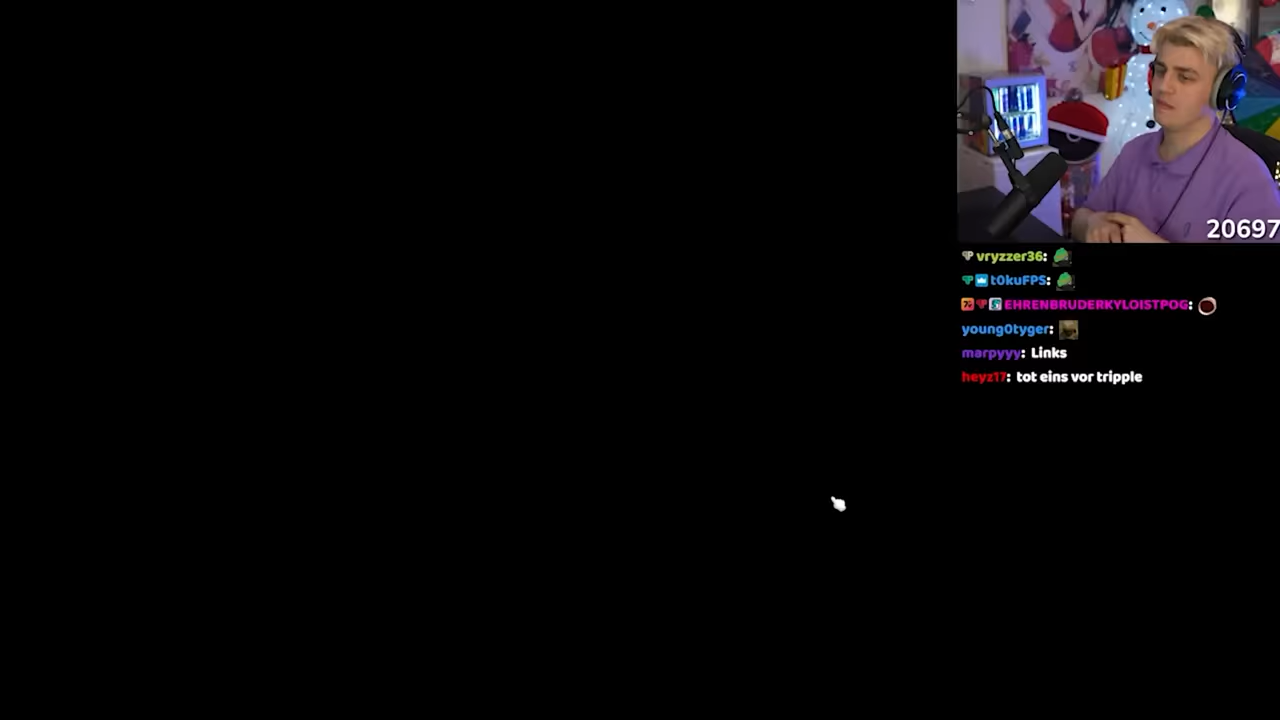 20697
vryzzer36:
t0kuFPS:
EHRENBRUDERKYLOISTPOG:
young0tyger:
marpyyy: Links
heyz17: tot eins vor tripple